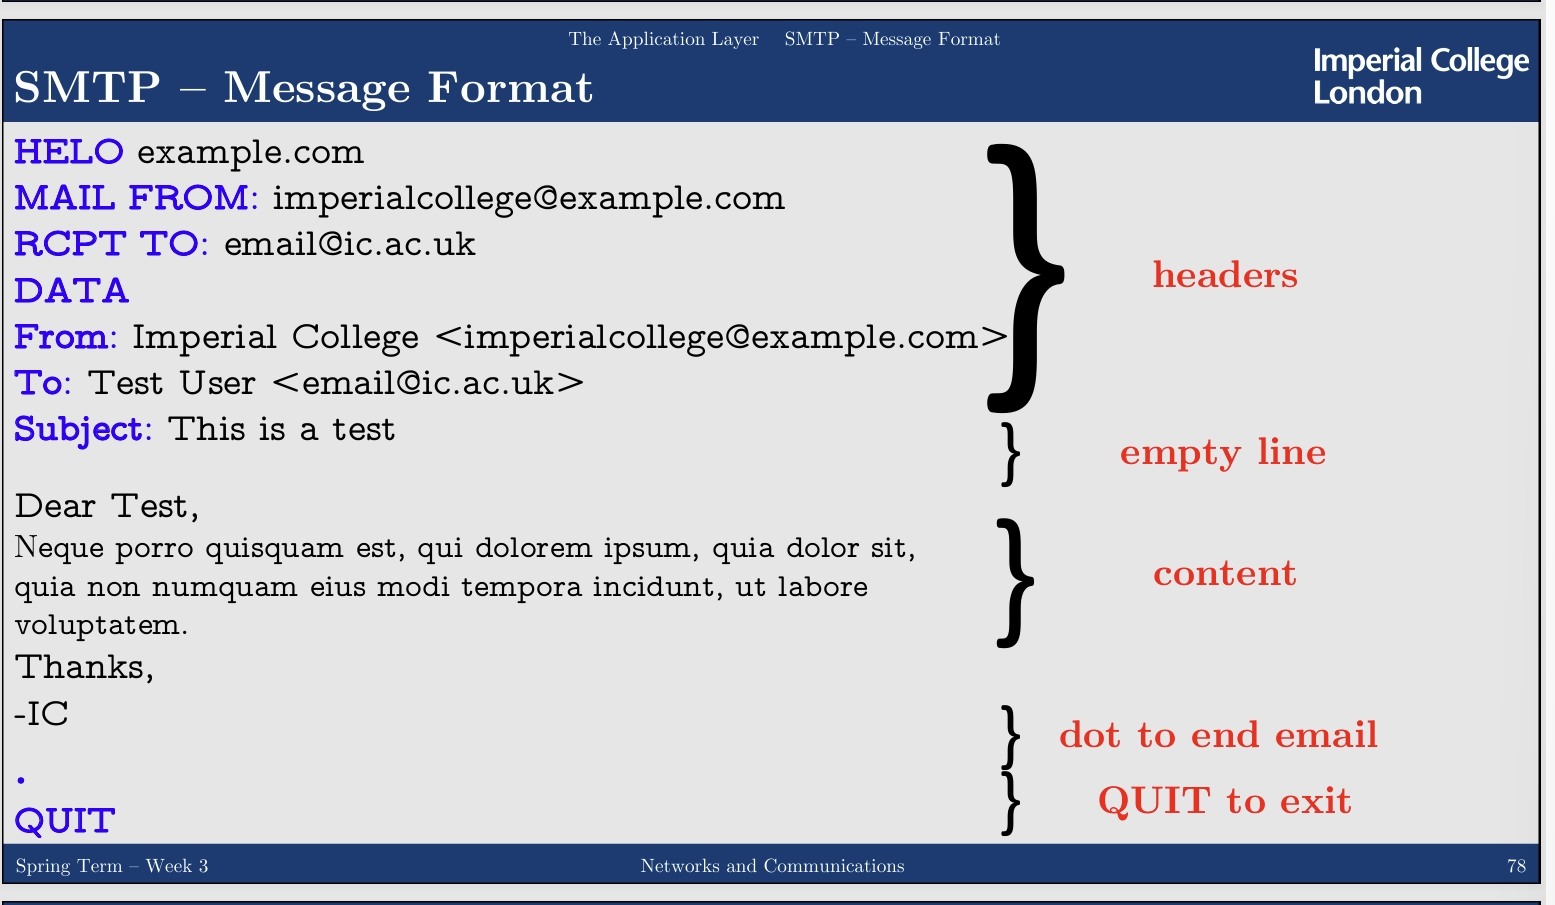 The Application Layer SMTP – Message Format
SMTP – Message Format
Imperial College
London
HELO example.com
MAIL FROM: imperialcollege@example.com
RCPT TO: email@ic.ac.uk
DATA
From: Imperial College <imperialcollege@example.com>
To: Test User <email@ic.ac.uk>
Subject: This is a test
} headers
} empty line
Dear Test,
Neque porro quisquam est, qui dolorem ipsum, quia dolor sit,
quia non numquam eius modi tempora incidunt, ut labore
voluptatem.
Thanks,
-IC
} content
.
} dot to end email
QUIT
} QUIT to exit
Spring Term – Week 3 Networks and Communications 78